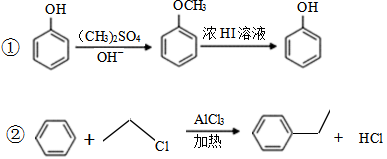 OH OCH₃ OH
① (CH₃)₂SO₄ 浓HI溶液
OH⁻
② + Cl AlCl₃ + HCl
加热